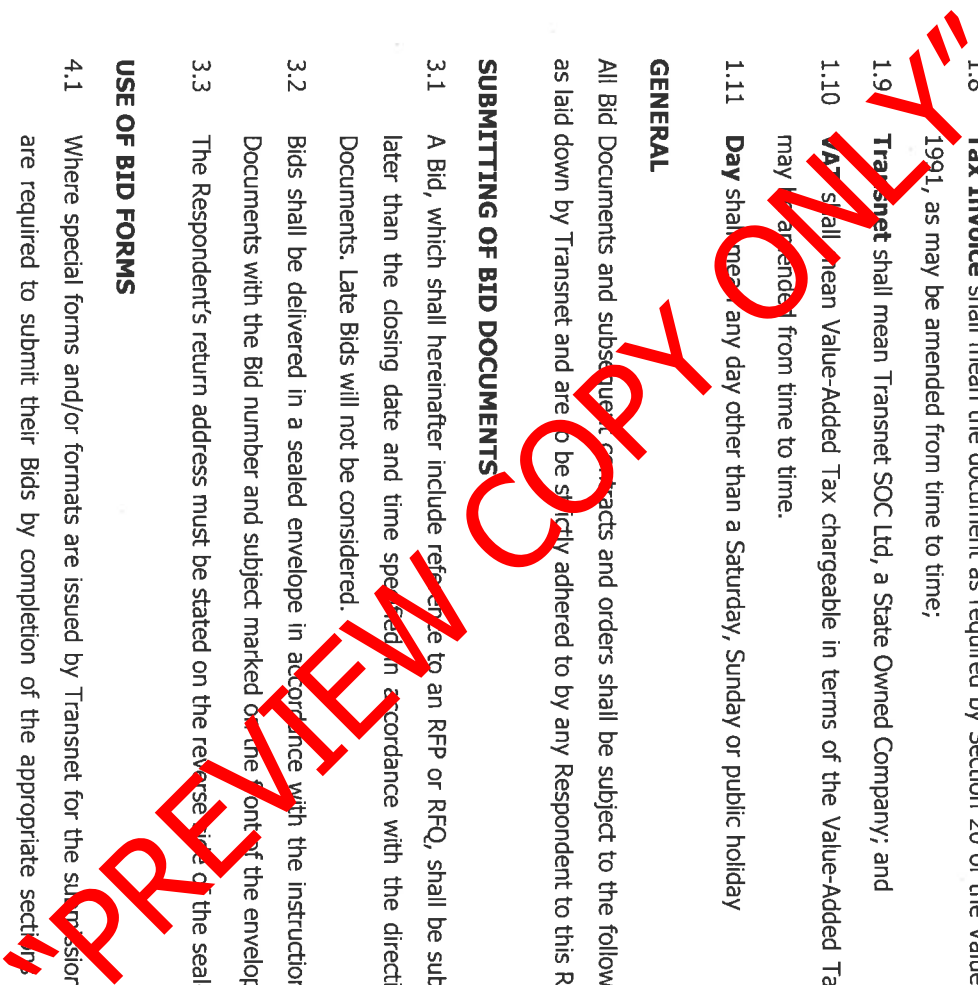 1.8 Tax Invoice shall mean the document as required by Section 20 of the Value
1991, as may be amended from time to time;
1.9 Transnet shall mean Transnet SOC Ltd, a State Owned Company; and
1.10 VAT shall mean Value-Added Tax chargeable in terms of the Value-Added Ta
may be amended from time to time.
1.11 Day shall mean any day other than a Saturday, Sunday or public holiday
GENERAL
All Bid Documents and subsequent contracts and orders shall be subject to the follow
as laid down by Transnet and are to be strictly adhered to by any Respondent to this R
SUBMITTING OF BID DOCUMENTS
3.1 A Bid, which shall hereinafter include reference to an RFP or RFQ, shall be sub
later than the closing date and time specified in accordance with the directi
Documents. Late Bids will not be considered.
3.2 Bids shall be delivered in a sealed envelope in accordance with the instruction
Documents with the Bid number and subject marked on the front of the envelop
3.3 The Respondent's return address must be stated on the reverse side of the seal
USE OF BID FORMS
4.1 Where special forms and/or formats are issued by Transnet for the submission
are required to submit their Bids by completion of the appropriate sections
"PREVIEW COPY ONLY"